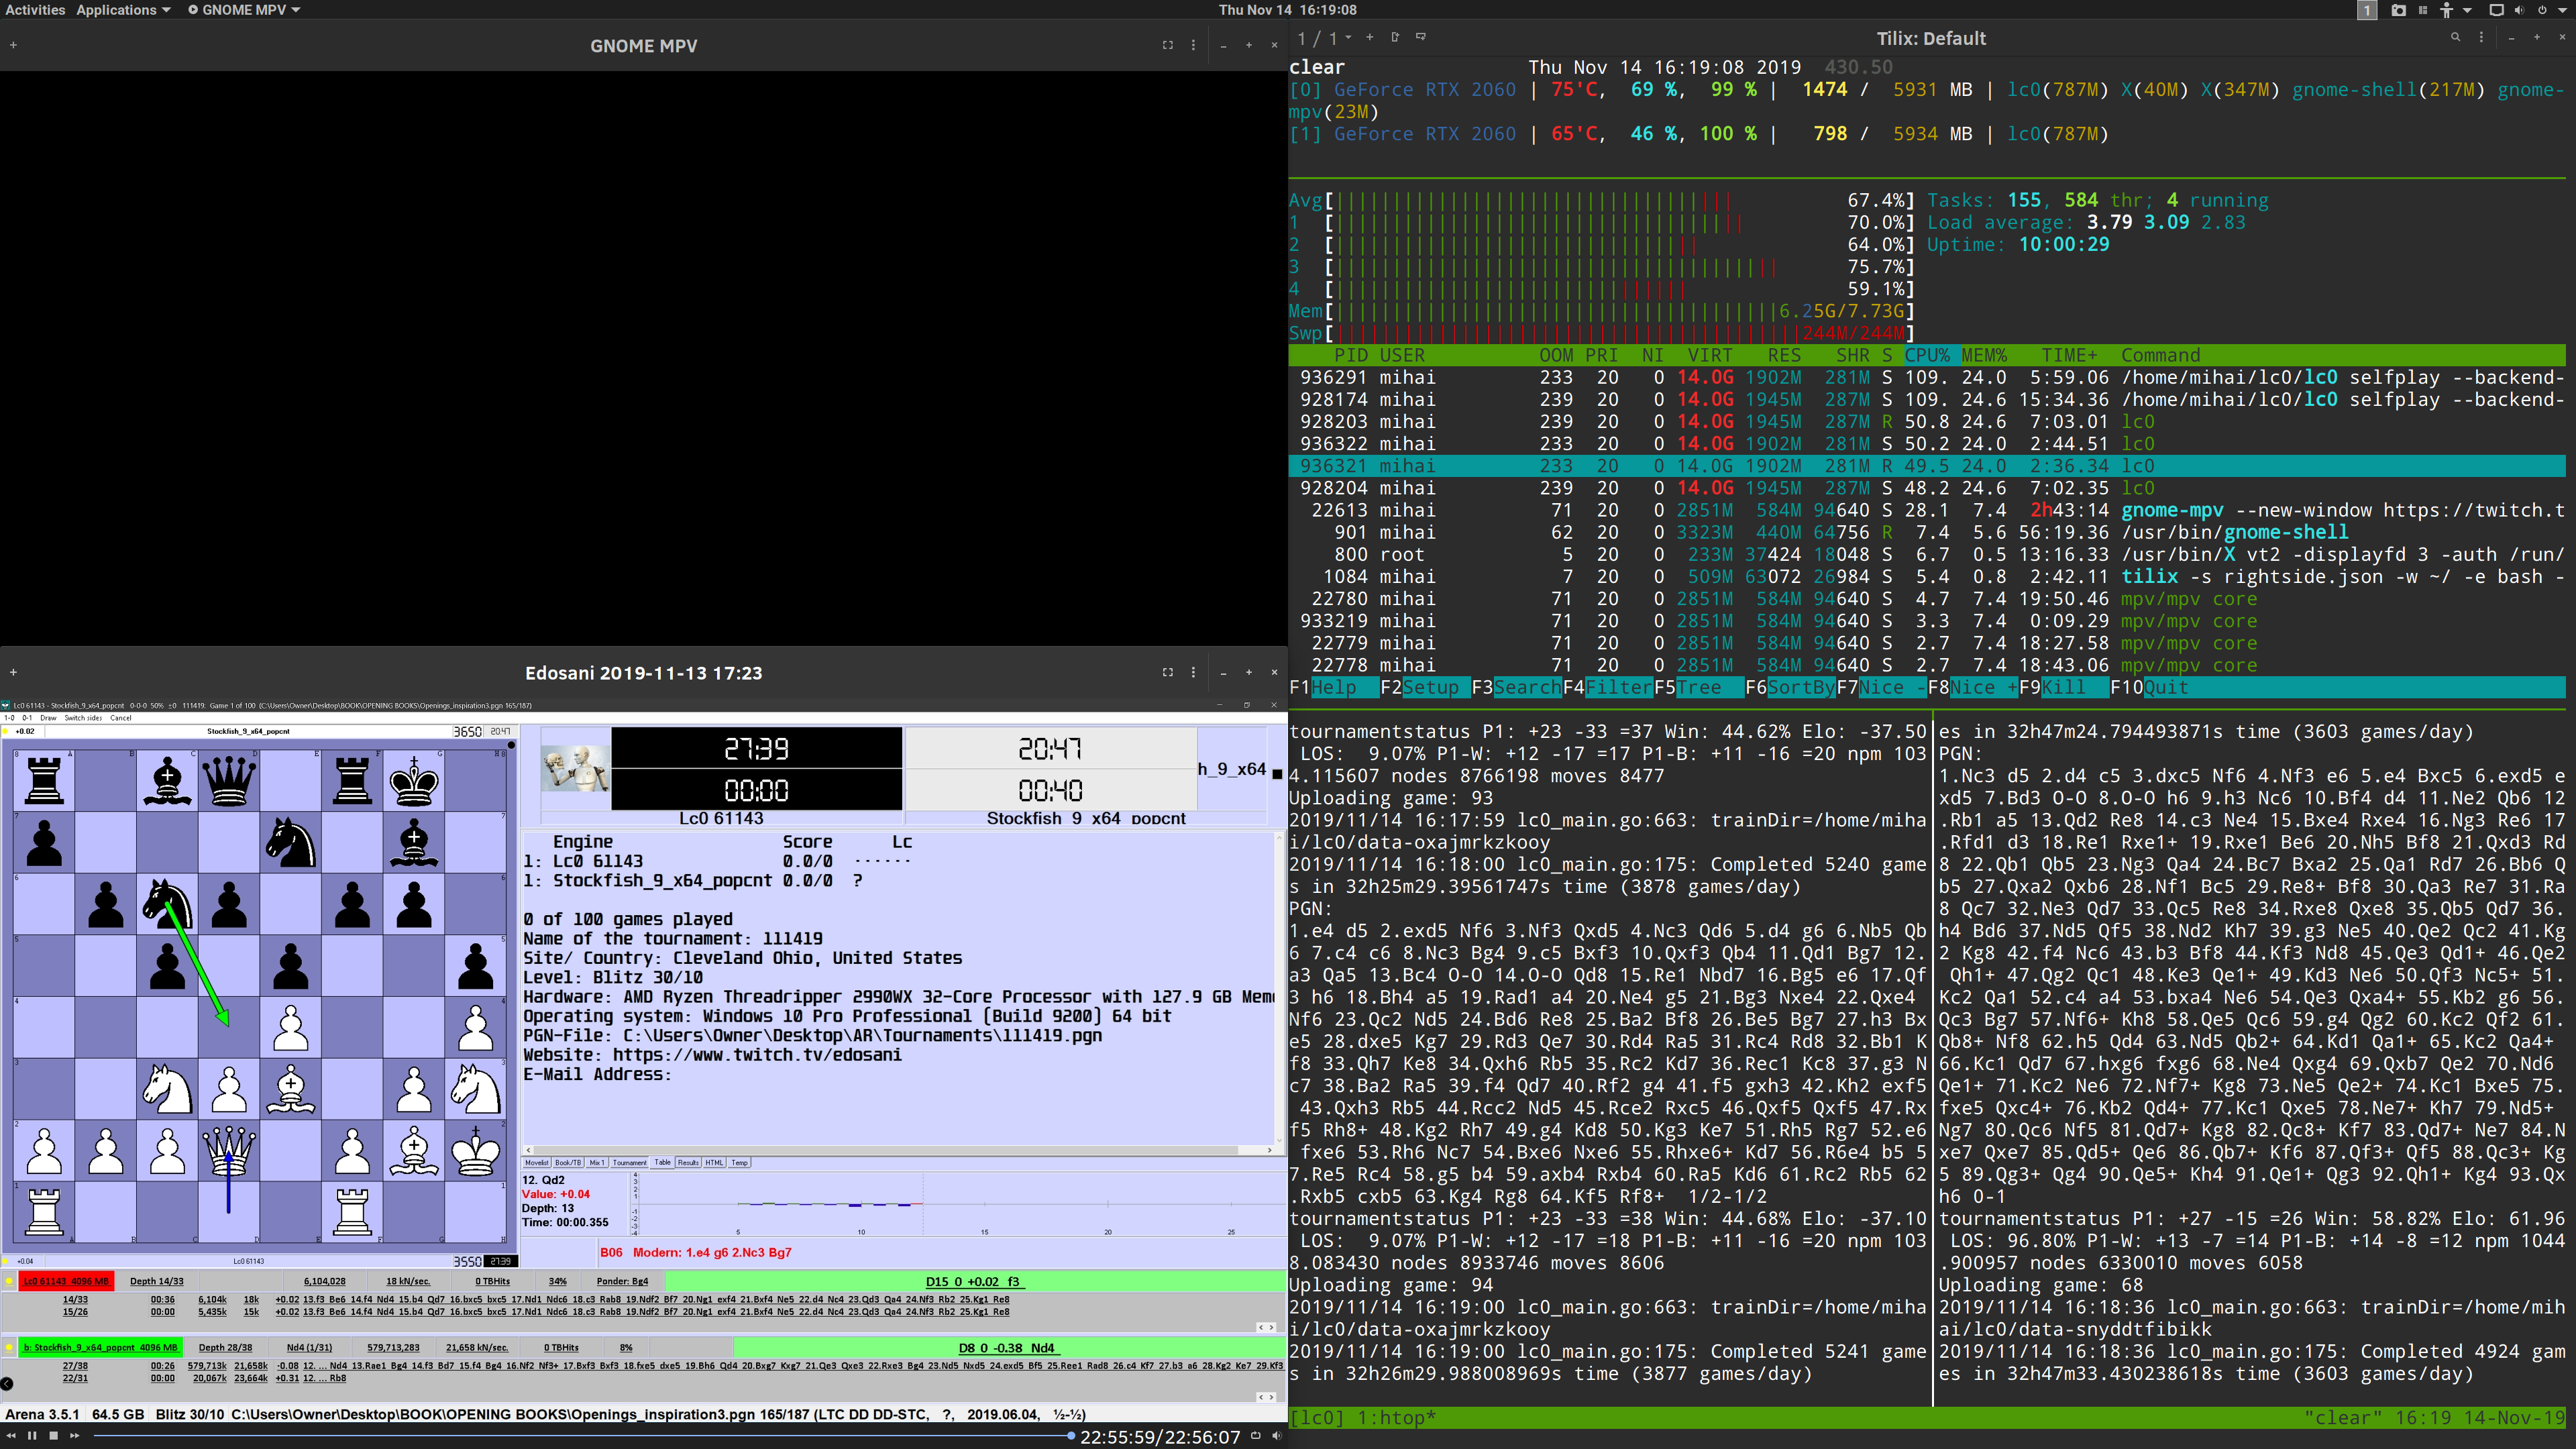 Activities Applications GNOME MPV Thu Nov 14 16:19:08 1
GNOME MPV
1 / 1 Tilix: Default
clear Thu Nov 14 16:19:08 2019 430.50
[0] GeForce RTX 2060 | 75'C, 69 %, 99 % | 1474 / 5931 MB | lc0(787M) X(40M) X(347M) gnome-shell(217M) gnome-
mpv(23M)
[1] GeForce RTX 2060 | 65'C, 46 %, 100 % | 798 / 5934 MB | lc0(787M)
Avg[ 67.4%] Tasks: 155, 584 thr; 4 running
1 [ 70.0%] Load average: 3.79 3.09 2.83
2 [ 64.0%] Uptime: 10:00:29
3 [ 75.7%]
4 [ 59.1%]
Mem[ 6.25G/7.73G]
Swp[ 244M/244M]
PID USER OOM PRI NI VIRT RES SHR S CPU% MEM% TIME+ Command
936291 mihai 233 20 0 14.0G 1902M 281M S 109. 24.0 5:59.06 /home/mihai/lc0/lc0 selfplay --backend-
928174 mihai 239 20 0 14.0G 1945M 287M S 109. 24.6 15:34.36 /home/mihai/lc0/lc0 selfplay --backend-
928203 mihai 239 20 0 14.0G 1945M 287M R 50.8 24.6 7:03.01 lc0
936322 mihai 233 20 0 14.0G 1902M 281M S 50.2 24.0 2:44.51 lc0
936321 mihai 233 20 0 14.0G 1902M 281M R 49.5 24.0 2:36.34 lc0
928204 mihai 239 20 0 14.0G 1945M 287M S 48.2 24.6 7:02.35 lc0
22613 mihai 71 20 0 2851M 584M 94640 S 28.1 7.4 2h43:14 gnome-mpv --new-window https://twitch.t
901 mihai 62 20 0 3323M 440M 64756 R 7.4 5.6 56:19.36 /usr/bin/gnome-shell
800 root 5 20 0 233M 37424 18048 S 6.7 0.5 13:16.33 /usr/bin/X vt2 -displayfd 3 -auth /run/
1084 mihai 7 20 0 509M 63072 26984 S 5.4 0.8 2:42.11 tilix -s rightside.json -w ~/ -e bash -
22780 mihai 71 20 0 2851M 584M 94640 S 4.7 7.4 19:50.46 mpv/mpv core
933219 mihai 71 20 0 2851M 584M 94640 S 3.3 7.4 0:09.29 mpv/mpv core
22779 mihai 71 20 0 2851M 584M 94640 S 2.7 7.4 18:27.58 mpv/mpv core
22778 mihai 71 20 0 2851M 584M 94640 S 2.7 7.4 18:43.06 mpv/mpv core
F1Help F2Setup F3SearchF4FilterF5Tree F6SortByF7Nice -F8Nice +F9Kill F10Quit
Edosani 2019-11-13 17:23
Lc0 61143 - Stockfish_9_x64_popcnt 0-0-0 50% ±0 111419: Game 1 of 100 (C:\Users\Owner\Desktop\BOOK\OPENING BOOKS\Openings_inspiration3.pgn 165/187)
1-0 0-1 Draw Switch sides Cancel
+0.02 Stockfish_9_x64_popcnt 3650 20:47
27:39 20:47 h_9_x64
00:00 00:40
Lc0 61143 Stockfish 9 x64 popcnt
Engine Score Lc
1: Lc0 61143 0.0/0 ······
1: Stockfish_9_x64_popcnt 0.0/0 ?
0 of 100 games played
Name of the tournament: 111419
Site/ Country: Cleveland Ohio, United States
Level: Blitz 30/10
Hardware: AMD Ryzen Threadripper 2990WX 32-Core Processor with 127.9 GB Mem
Operating system: Windows 10 Pro Professional (Build 9200) 64 bit
PGN-File: C:\Users\Owner\Desktop\AR\Tournaments\111419.pgn
Website: https://www.twitch.tv/edosani
E-Mail Address:
Movelist Book/TB Mix 1 Tournament Table Results HTML Temp
12. Qd2
Value: +0.04
Depth: 13
Time: 00:00.355
5 10 15 20 25
B06 Modern: 1.e4 g6 2.Nc3 Bg7
+0.04 Lc0 61143 3550 27:39
Lc0 61143 4096 MB Depth 14/33 6,104,028 18 kN/sec. 0 TBHits 34% Ponder: Bg4 D15 0 +0.02 f3
14/33 00:36 6,104k 18k +0.02 13.f3 Be6 14.f4 Nd4 15.b4 Qd7 16.bxc5 bxc5 17.Nd1 Ndc6 18.c3 Rab8 19.Ndf2 Bf7 20.Ng1 exf4 21.Bxf4 Ne5 22.d4 Nc4 23.Qd3 Qa4 24.Nf3 Rb2 25.Kg1 Re8
15/26 00:00 5,435k 15k +0.02 13.f3 Be6 14.f4 Nd4 15.b4 Qd7 16.bxc5 bxc5 17.Nd1 Ndc6 18.c3 Rab8 19.Ndf2 Bf7 20.Ng1 exf4 21.Bxf4 Ne5 22.d4 Nc4 23.Qd3 Qa4 24.Nf3 Rb2 25.Kg1 Re8
b: Stockfish_9_x64_popcnt 4096 MB Depth 28/38 Nd4 (1/31) 579,713,283 21,658 kN/sec. 0 TBHits 8% D8 0 -0.38 Nd4
27/38 00:26 579,713k 21,658k -0.08 12. ... Nd4 13.Rae1 Bg4 14.f3 Bd7 15.f4 Bg4 16.Nf2 Nf3+ 17.Bxf3 Bxf3 18.fxe5 dxe5 19.Bh6 Qd4 20.Bxg7 Kxg7 21.Qe3 Qxe3 22.Rxe3 Bg4 23.Nd5 Nxd5 24.exd5 Bf5 25.Ree1 Rad8 26.c4 Kf7 27.b3 a6 28.Kg2 Ke7 29.Kf3
22/31 00:00 20,067k 23,664k +0.31 12. ... Rb8
Arena 3.5.1 64.5 GB Blitz 30/10 C:\Users\Owner\Desktop\BOOK\OPENING BOOKS\Openings_inspiration3.pgn 165/187 (LTC DD DD-STC, ?, 2019.06.04, ½-½)
22:55:59/22:56:07
tournamentstatus P1: +23 -33 =37 Win: 44.62% Elo: -37.50
LOS: 9.07% P1-W: +12 -17 =17 P1-B: +11 -16 =20 npm 103
4.115607 nodes 8766198 moves 8477
Uploading game: 93
2019/11/14 16:17:59 lc0_main.go:663: trainDir=/home/miha
i/lc0/data-oxajmrkzkooy
2019/11/14 16:18:00 lc0_main.go:175: Completed 5240 game
s in 32h25m29.39561747s time (3878 games/day)
PGN:
1.e4 d5 2.exd5 Nf6 3.Nf3 Qxd5 4.Nc3 Qd6 5.d4 g6 6.Nb5 Qb
6 7.c4 c6 8.Nc3 Bg4 9.c5 Bxf3 10.Qxf3 Qb4 11.Qd1 Bg7 12.
a3 Qa5 13.Bc4 O-O 14.O-O Qd8 15.Re1 Nbd7 16.Bg5 e6 17.Qf
3 h6 18.Bh4 a5 19.Rad1 a4 20.Ne4 g5 21.Bg3 Nxe4 22.Qxe4
Nf6 23.Qc2 Nd5 24.Bd6 Re8 25.Ba2 Bf8 26.Be5 Bg7 27.h3 Bx
e5 28.dxe5 Kg7 29.Rd3 Qe7 30.Rd4 Ra5 31.Rc4 Rd8 32.Bb1 K
f8 33.Qh7 Ke8 34.Qxh6 Rb5 35.Rc2 Kd7 36.Rec1 Kc8 37.g3 N
c7 38.Ba2 Ra5 39.f4 Qd7 40.Rf2 g4 41.f5 gxh3 42.Kh2 exf5
43.Qxh3 Rb5 44.Rcc2 Nd5 45.Rce2 Rxc5 46.Qxf5 Qxf5 47.Rx
f5 Rh8+ 48.Kg2 Rh7 49.g4 Kd8 50.Kg3 Ke7 51.Rh5 Rg7 52.e6
fxe6 53.Rh6 Nc7 54.Bxe6 Nxe6 55.Rhxe6+ Kd7 56.R6e4 b5 5
7.Re5 Rc4 58.g5 b4 59.axb4 Rxb4 60.Ra5 Kd6 61.Rc2 Rb5 62
.Rxb5 cxb5 63.Kg4 Rg8 64.Kf5 Rf8+ 1/2-1/2
tournamentstatus P1: +23 -33 =38 Win: 44.68% Elo: -37.10
LOS: 9.07% P1-W: +12 -17 =18 P1-B: +11 -16 =20 npm 103
8.083430 nodes 8933746 moves 8606
Uploading game: 94
2019/11/14 16:19:00 lc0_main.go:663: trainDir=/home/miha
i/lc0/data-oxajmrkzkooy
2019/11/14 16:19:00 lc0_main.go:175: Completed 5241 game
s in 32h26m29.988008969s time (3877 games/day)
es in 32h47m24.794493871s time (3603 games/day)
PGN:
1.Nc3 d5 2.d4 c5 3.dxc5 Nf6 4.Nf3 e6 5.e4 Bxc5 6.exd5 e
xd5 7.Bd3 O-O 8.O-O h6 9.h3 Nc6 10.Bf4 d4 11.Ne2 Qb6 12
.Rb1 a5 13.Qd2 Re8 14.c3 Ne4 15.Bxe4 Rxe4 16.Ng3 Re6 17
.Rfd1 d3 18.Re1 Rxe1+ 19.Rxe1 Be6 20.Nh5 Bf8 21.Qxd3 Rd
8 22.Qb1 Qb5 23.Ng3 Qa4 24.Bc7 Bxa2 25.Qa1 Rd7 26.Bb6 Q
b5 27.Qxa2 Qxb6 28.Nf1 Bc5 29.Re8+ Bf8 30.Qa3 Re7 31.Ra
8 Qc7 32.Ne3 Qd7 33.Qc5 Re8 34.Rxe8 Qxe8 35.Qb5 Qd7 36.
h4 Bd6 37.Nd5 Qf5 38.Nd2 Kh7 39.g3 Ne5 40.Qe2 Qc2 41.Kg
2 Kg8 42.f4 Nc6 43.b3 Bf8 44.Kf3 Nd8 45.Qe3 Qd1+ 46.Qe2
Qh1+ 47.Qg2 Qc1 48.Ke3 Qe1+ 49.Kd3 Ne6 50.Qf3 Nc5+ 51.
Kc2 Qa1 52.c4 a4 53.bxa4 Ne6 54.Qe3 Qxa4+ 55.Kb2 g6 56.
Qc3 Bg7 57.Nf6+ Kh8 58.Qe5 Qc6 59.g4 Qg2 60.Kc2 Qf2 61.
Qb8+ Nf8 62.h5 Qd4 63.Nd5 Qb2+ 64.Kd1 Qa1+ 65.Kc2 Qa4+
66.Kc1 Qd7 67.hxg6 fxg6 68.Ne4 Qxg4 69.Qxb7 Qe2 70.Nd6
Qe1+ 71.Kc2 Ne6 72.Nf7+ Kg8 73.Ne5 Qe2+ 74.Kc1 Bxe5 75.
fxe5 Qxc4+ 76.Kb2 Qd4+ 77.Kc1 Qxe5 78.Ne7+ Kh7 79.Nd5+
Ng7 80.Qc6 Nf5 81.Qd7+ Kg8 82.Qc8+ Kf7 83.Qd7+ Ne7 84.N
xe7 Qxe7 85.Qd5+ Qe6 86.Qb7+ Kf6 87.Qf3+ Qf5 88.Qc3+ Kg
5 89.Qg3+ Qg4 90.Qe5+ Kh4 91.Qe1+ Qg3 92.Qh1+ Kg4 93.Qx
h6 0-1
tournamentstatus P1: +27 -15 =26 Win: 58.82% Elo: 61.96
LOS: 96.80% P1-W: +13 -7 =14 P1-B: +14 -8 =12 npm 1044
.900957 nodes 6330010 moves 6058
Uploading game: 68
2019/11/14 16:18:36 lc0_main.go:663: trainDir=/home/mih
ai/lc0/data-snyddtfibikk
2019/11/14 16:18:36 lc0_main.go:175: Completed 4924 gam
es in 32h47m33.430238618s time (3603 games/day)
[lc0] 1:htop* "clear" 16:19 14-Nov-19